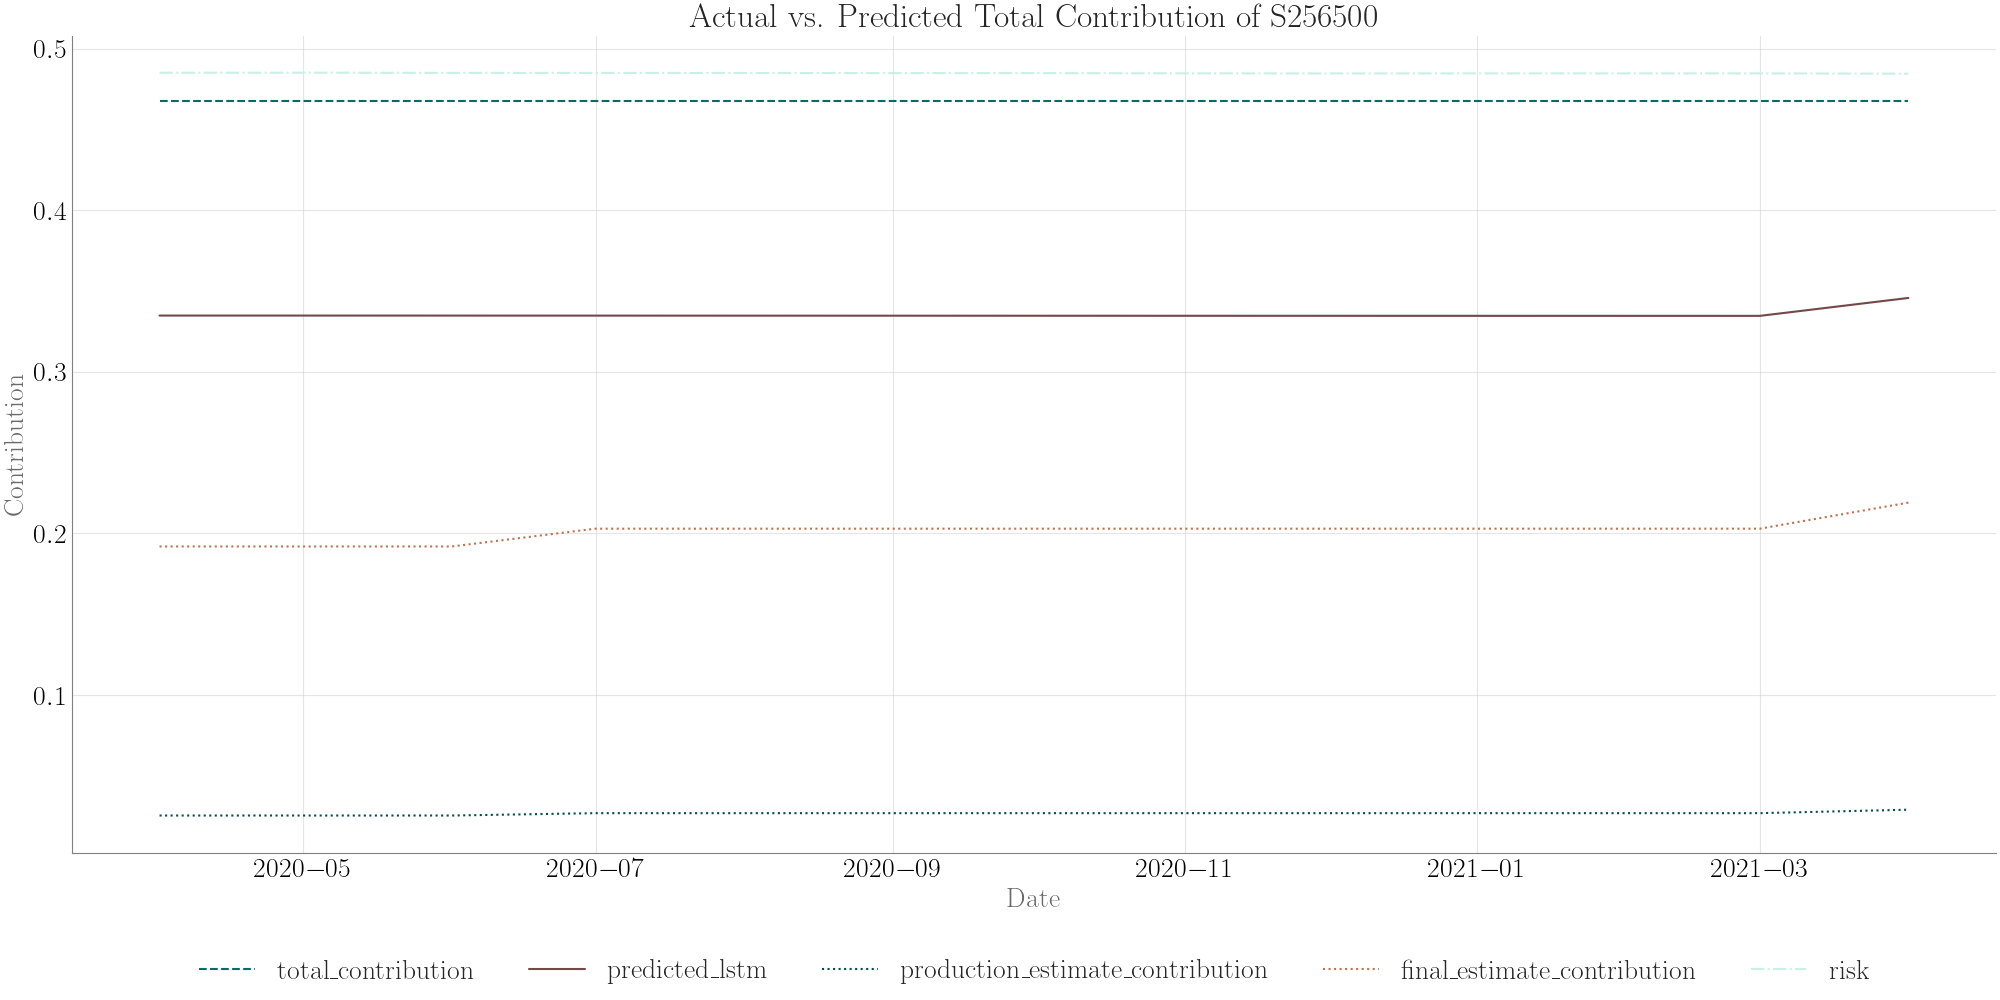 Actual vs. Predicted Total Contribution of S256500
0.5
0.4
0.3
0.2
0.1
Contribution
2020–05 2020–07 2020–09 2020–11 2021–01 2021–03
Date
total_contribution predicted_lstm production_estimate_contribution final_estimate_contribution risk